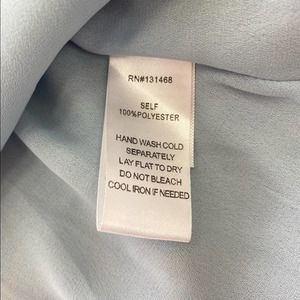 RN#131468
SELF
100%POLYESTER
HAND WASH COLD
SEPARATELY
LAY FLAT TO DRY
DO NOT BLEACH
COOL IRON IF NEEDED